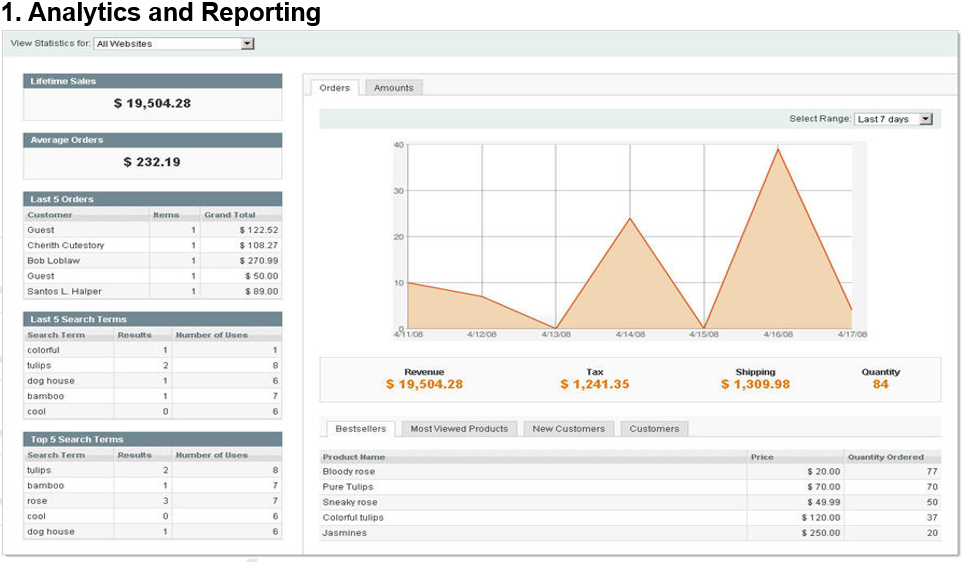 1. Analytics and Reporting
View Statistics for: All Websites
Lifetime Sales
$ 19,504.28
Average Orders
$ 232.19
Last 5 Orders
Customer Items Grand Total
Guest 1 $ 122.52
Cherith Cutestory 1 $ 108.27
Bob Loblaw 1 $ 270.99
Guest 1 $ 50.00
Santos L. Halper 1 $ 89.00
Last 5 Search Terms
Search Term Results Number of Uses
colorful 1 1
tulips 2 8
dog house 1 6
bamboo 1 7
cool 0 6
Top 5 Search Terms
Search Term Results Number of Uses
tulips 2 8
bamboo 1 7
rose 3 7
cool 0 6
dog house 1 6
Orders Amounts
Select Range: Last 7 days
40
30
20
10
0
4/11/08 4/12/08 4/13/08 4/14/08 4/15/08 4/16/08 4/17/08
Revenue Tax Shipping Quantity
$ 19,504.28 $ 1,241.35 $ 1,309.98 84
Bestsellers Most Viewed Products New Customers Customers
Product Name Price Quantity Ordered
Bloody rose $ 20.00 77
Pure Tulips $ 70.00 70
Sneaky rose $ 49.99 50
Colorful tulips $ 120.00 37
Jasmines $ 250.00 20